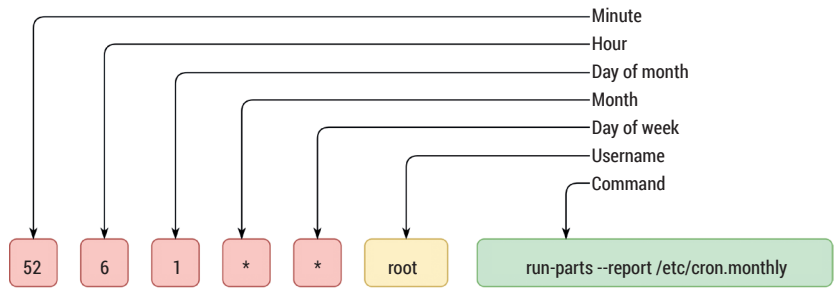 Minute
Hour
Day of month
Month
Day of week
Username
Command
52 6 1 * * root run-parts --report /etc/cron.monthly